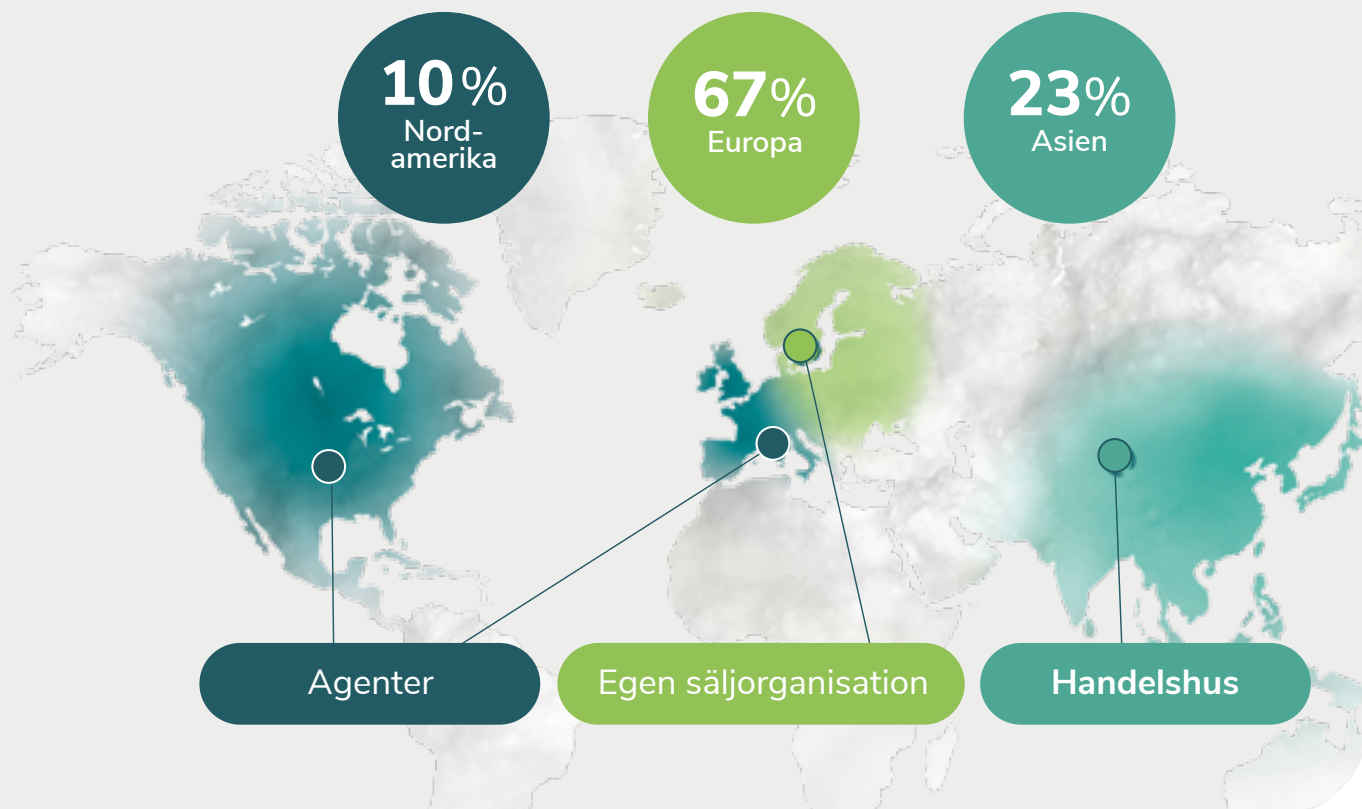 10%
Nord-
amerika
67%
Europa
23%
Asien
Agenter
Egen säljorganisation
Handelshus